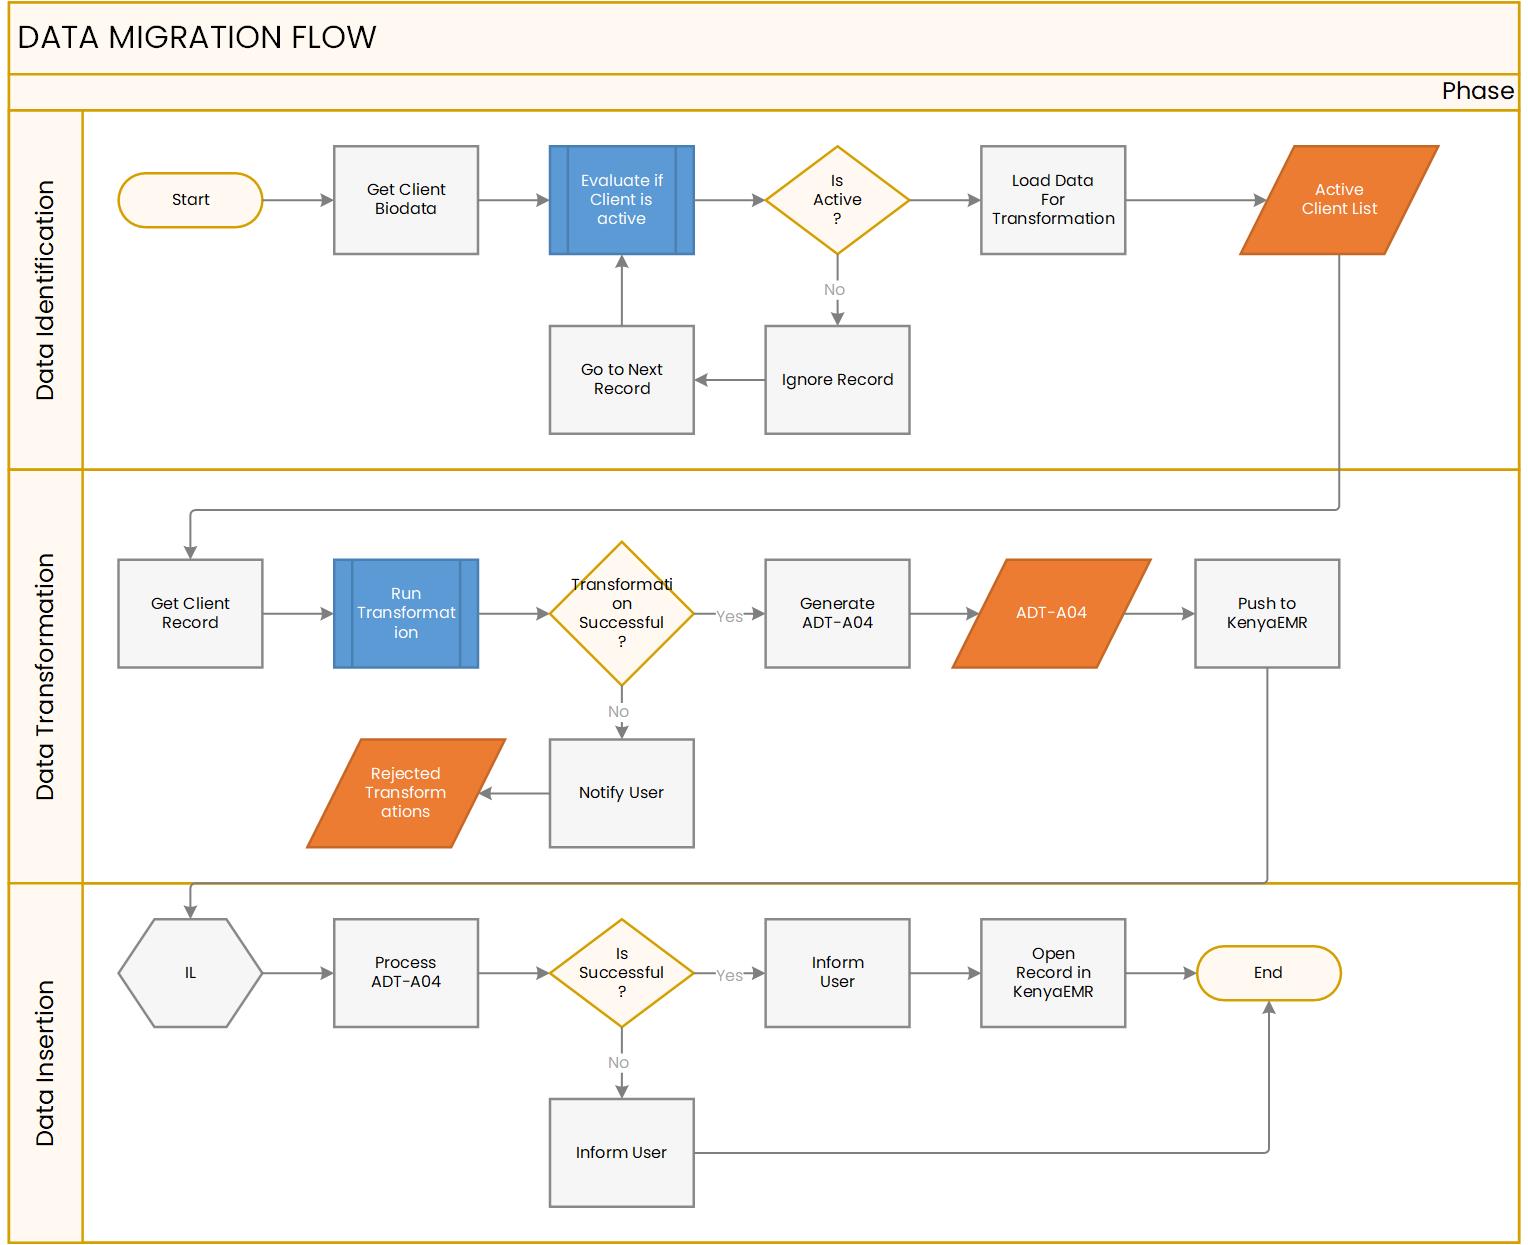 DATA MIGRATION FLOW
Phase
Data Identification
Start
Get Client
Biodata
Evaluate if
Client is
active
Is
Active
?
Load Data
For
Transformation
Active
Client List
No
Go to Next
Record
Ignore Record
Data Transformation
Get Client
Record
Run
Transformat
ion
Transformati
on
Successful
?
Yes
Generate
ADT-A04
ADT-A04
Push to
KenyaEMR
No
Rejected
Transform
ations
Notify User
Data Insertion
IL
Process
ADT-A04
Is
Successful
?
Yes
Inform
User
Open
Record in
KenyaEMR
End
No
Inform User